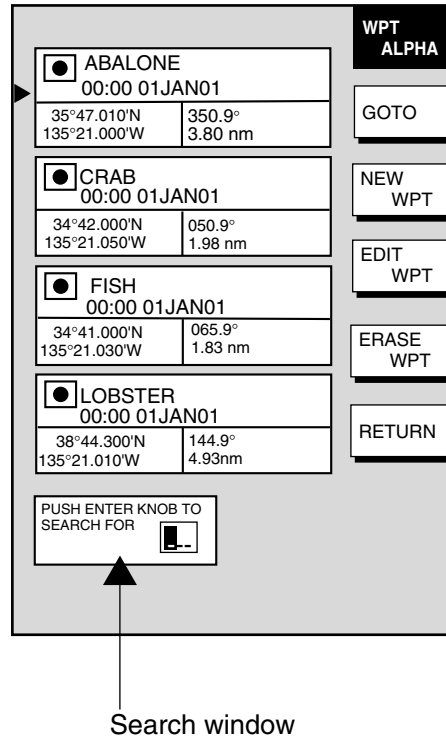 WPT
ALPHA
ABALONE
00:00 01JAN01
35°47.010'N
350.9°
135°21.000'W
3.80 nm
GOTO
CRAB
00:00 01JAN01
34°42.000'N
050.9°
135°21.050'W
1.98 nm
NEW
WPT
FISH
00:00 01JAN01
34°41.000'N
065.9°
135°21.030'W
1.83 nm
EDIT
WPT
LOBSTER
00:00 01JAN01
38°44.300'N
144.9°
135°21.010'W
4.93nm
ERASE
WPT
RETURN
PUSH ENTER KNOB TO
SEARCH FOR
Search window